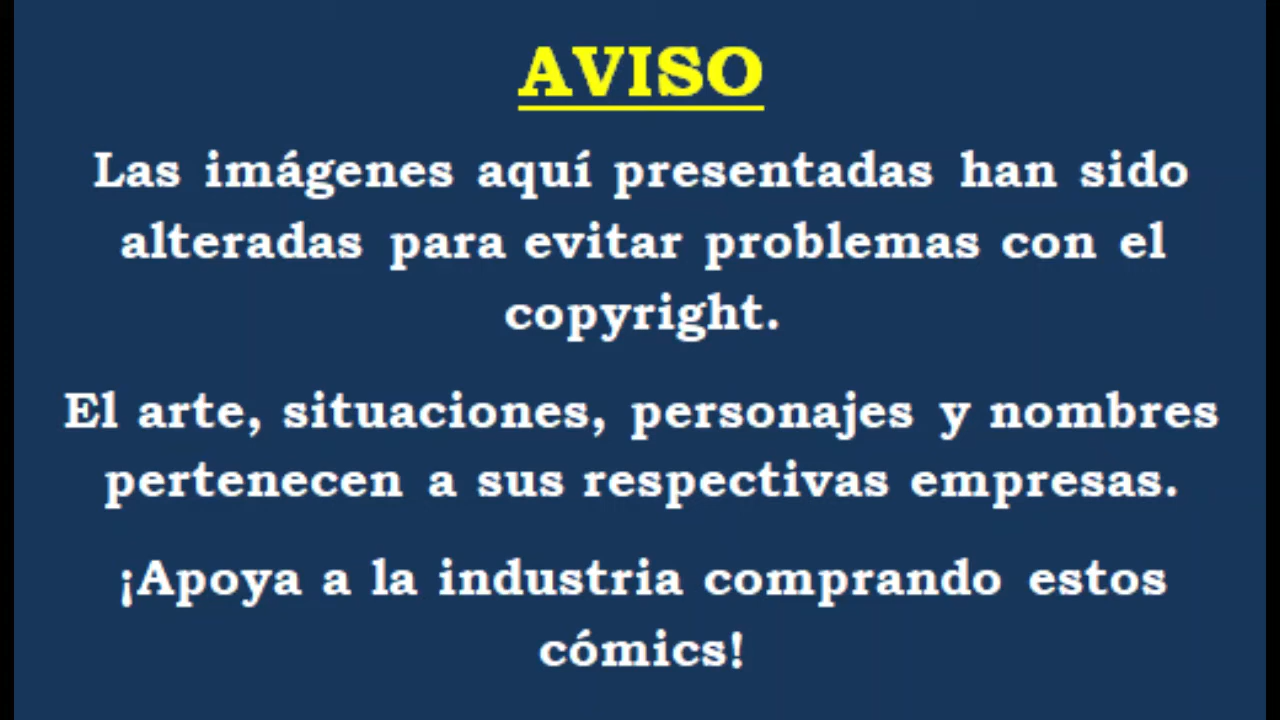 AVISO
Las imágenes aquí presentadas han sido
alteradas para evitar problemas con el
copyright.
El arte, situaciones, personajes y nombres
pertenecen a sus respectivas empresas.
¡Apoya a la industria comprando estos
cómics!